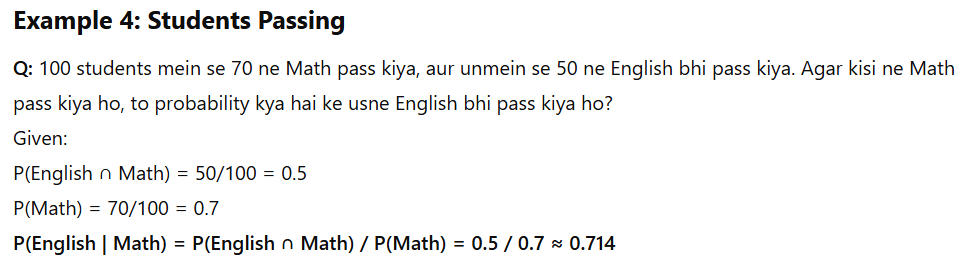 Example 4: Students Passing
Q: 100 students mein se 70 ne Math pass kiya, aur unmein se 50 ne English bhi pass kiya. Agar kisi ne Math
pass kiya ho, to probability kya hai ke usne English bhi pass kiya ho?
Given:
P(English ∩ Math) = 50/100 = 0.5
P(Math) = 70/100 = 0.7
P(English | Math) = P(English ∩ Math) / P(Math) = 0.5 / 0.7 ≈ 0.714